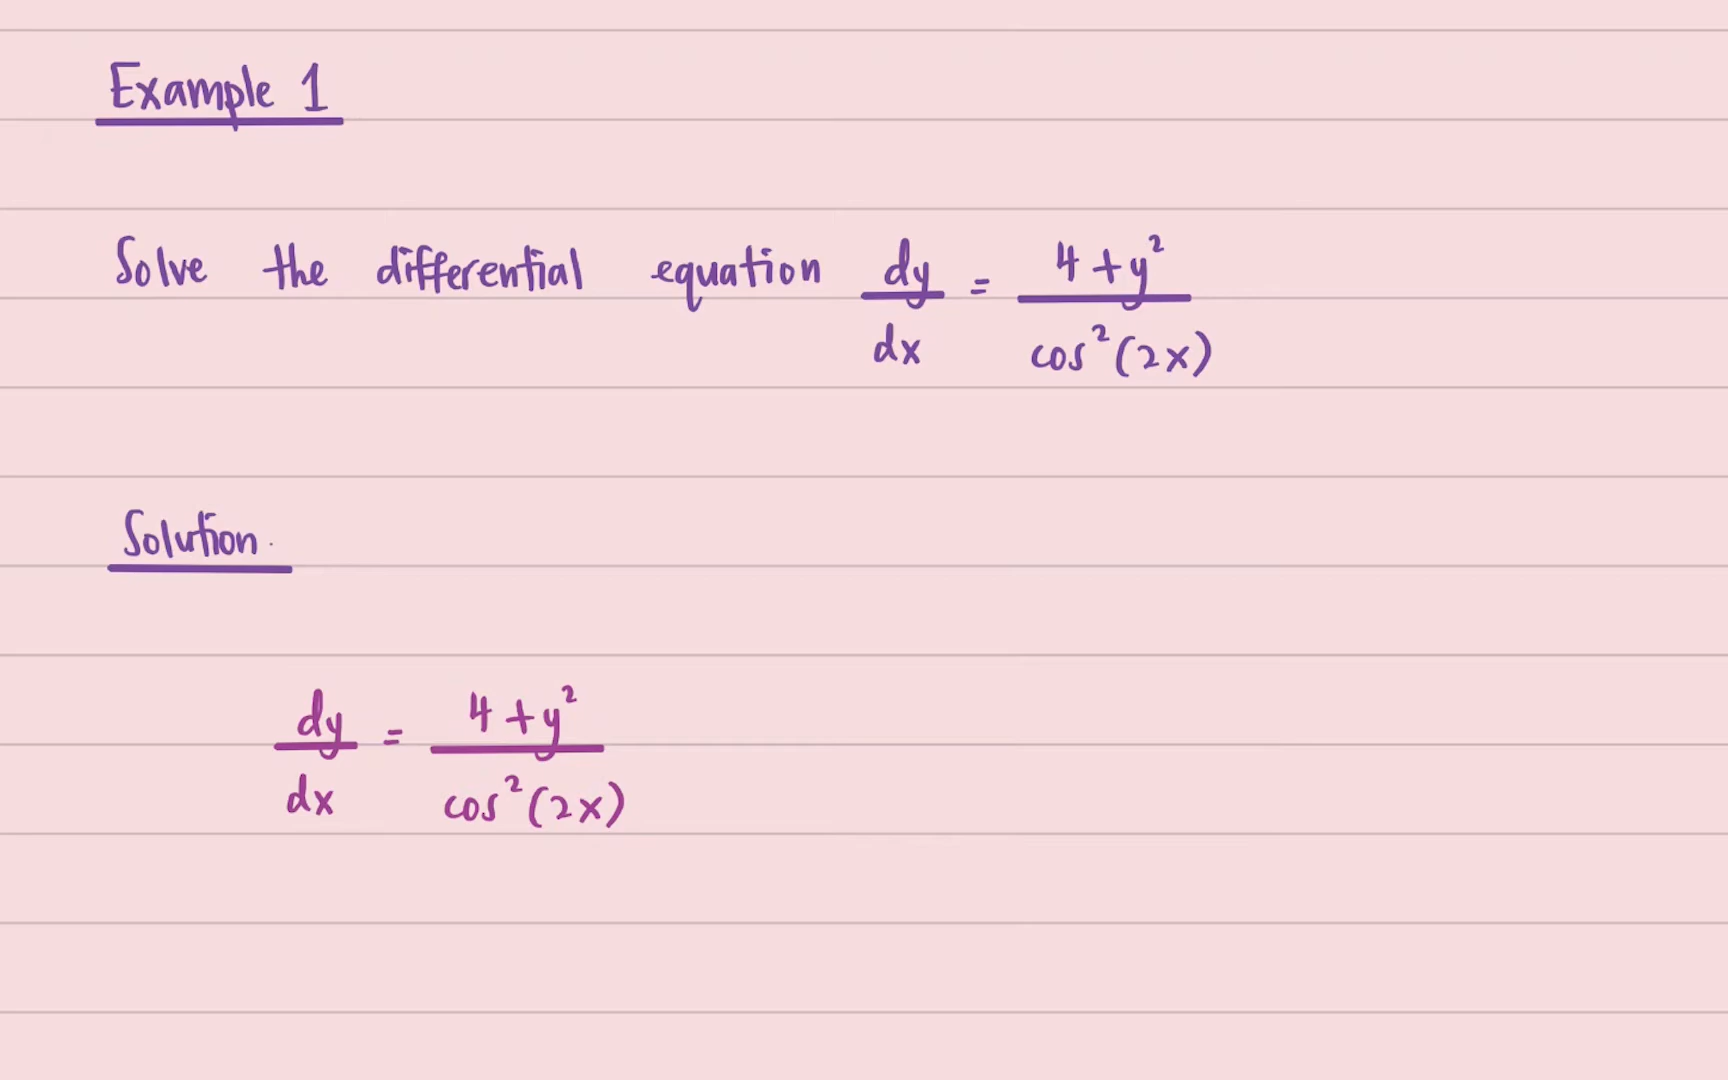 Example 1
Solve the differential equation dy/dx = 4+y²/cos²(2x)
Solution.
dy/dx = 4+y²/cos²(2x)